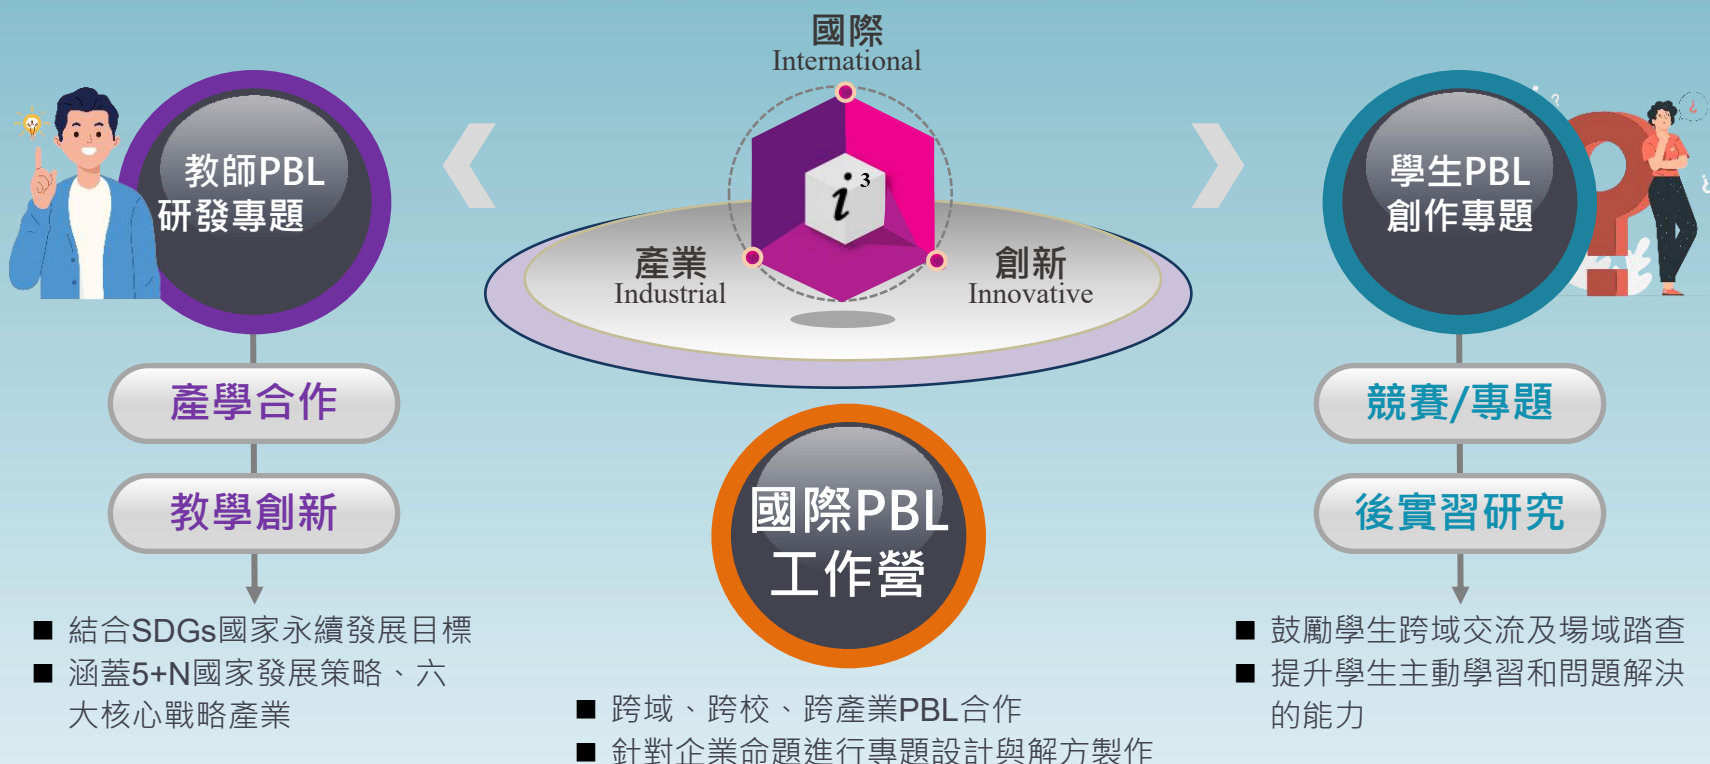 國際
International
i³
產業
Industrial
創新
Innovative
教師PBL
研發專題
產學合作
教學創新
■ 結合SDGs國家永續發展目標
■ 涵蓋5+N國家發展策略、六
大核心戰略產業
國際PBL
工作營
■ 跨域、跨校、跨產業PBL合作
■ 針對企業命題進行專題設計與解方製作
學生PBL
創作專題
競賽/專題
後實習研究
■ 鼓勵學生跨域交流及場域踏查
■ 提升學生主動學習和問題解決
的能力